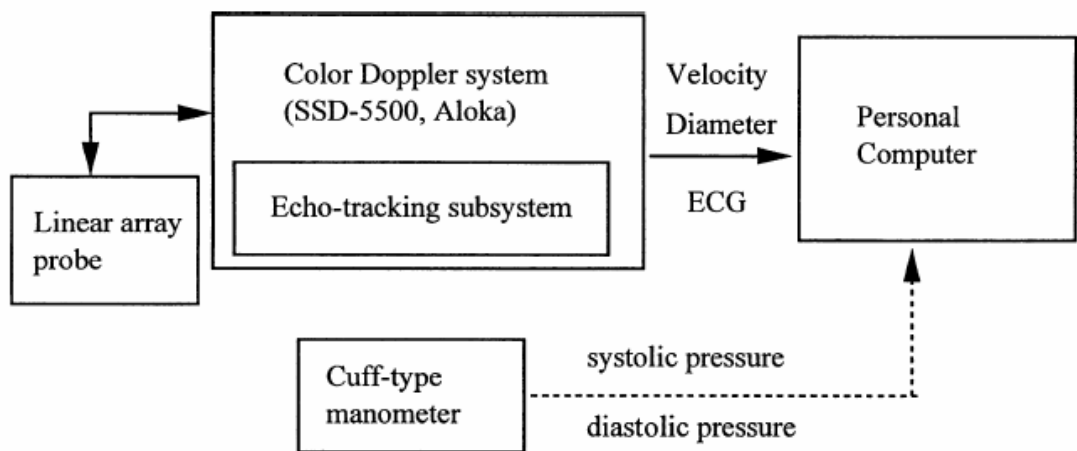 Color Doppler system
(SSD-5500, Aloka)
Echo-tracking subsystem
Linear array
probe
Velocity
Diameter
ECG
Personal
Computer
Cuff-type
manometer
systolic pressure
diastolic pressure